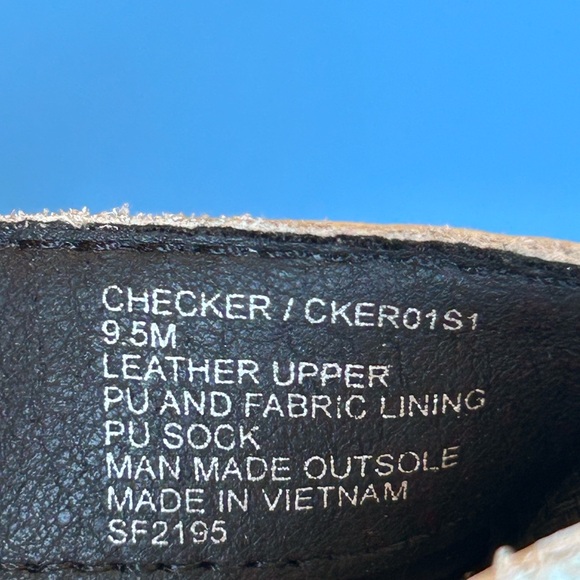 CHECKER / CKER01S1
9.5M
LEATHER UPPER
PU AND FABRIC LINING
PU SOCK
MAN MADE OUTSOLE
MADE IN VIETNAM
SF2195